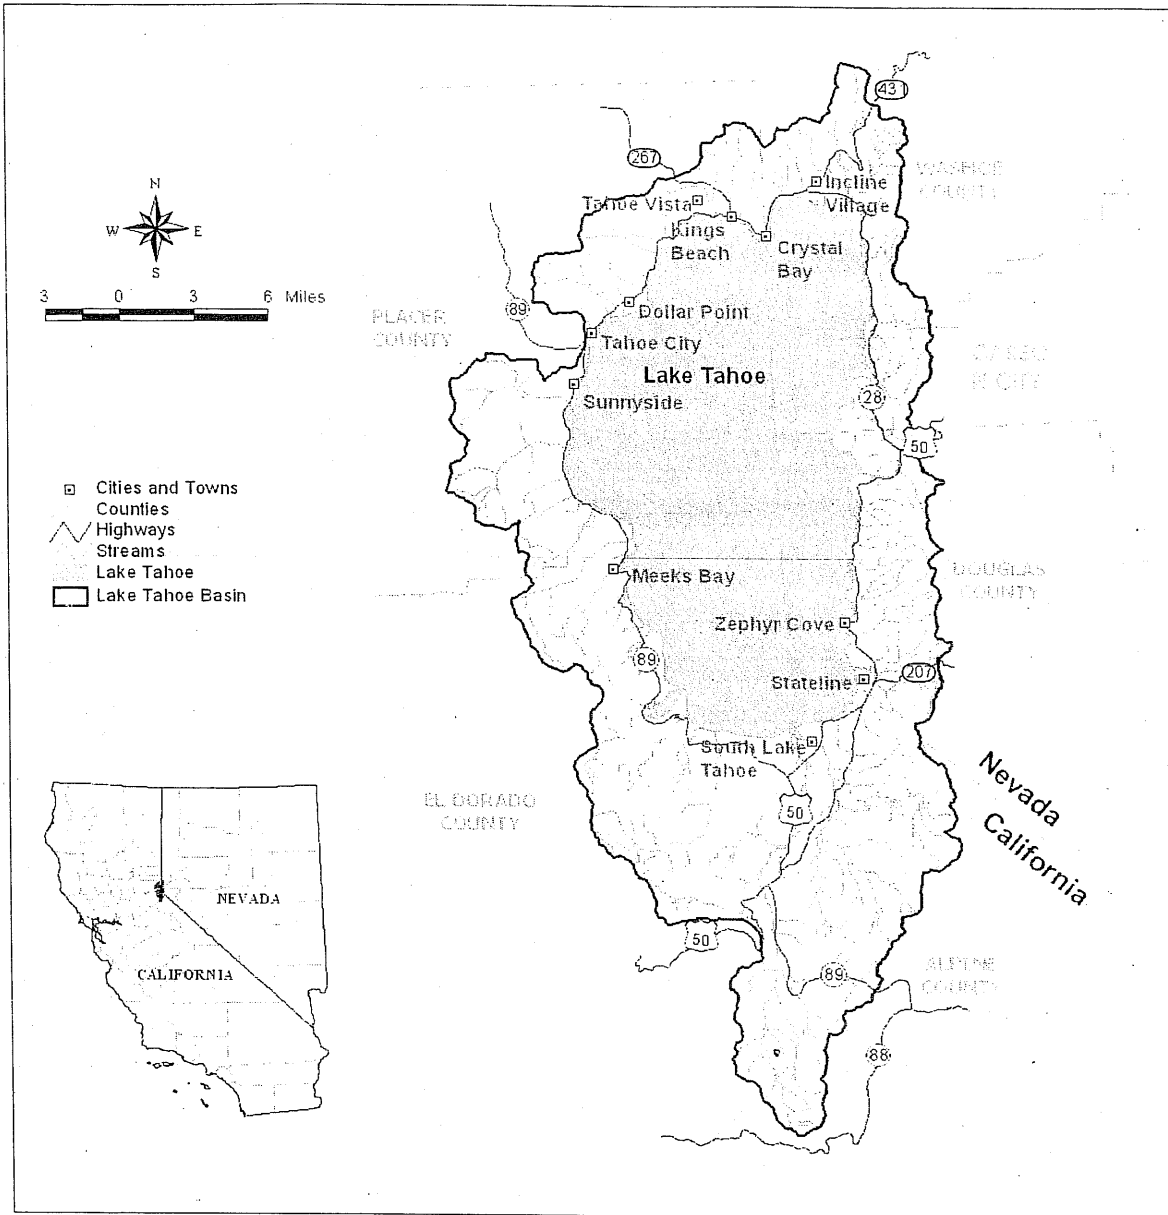 431
267
WASHOE
COUNTY
Incline
Village
Tahoe Vista
Kings
Beach
Crystal
Bay
N
W
E
S
3 0 3 6 Miles
89
PLACER
COUNTY
Dollar Point
Tahoe City
Lake Tahoe
Sunnyside
28
50
Cities and Towns
Counties
Highways
Streams
Lake Tahoe
Lake Tahoe Basin
Meeks Bay
DOUGLAS
COUNTY
Zephyr Cove
89
Stateline
207
South Lake
Tahoe
50
Nevada
California
EL DORADO
COUNTY
NEVADA
CALIFORNIA
50
89
ALPINE
COUNTY
88